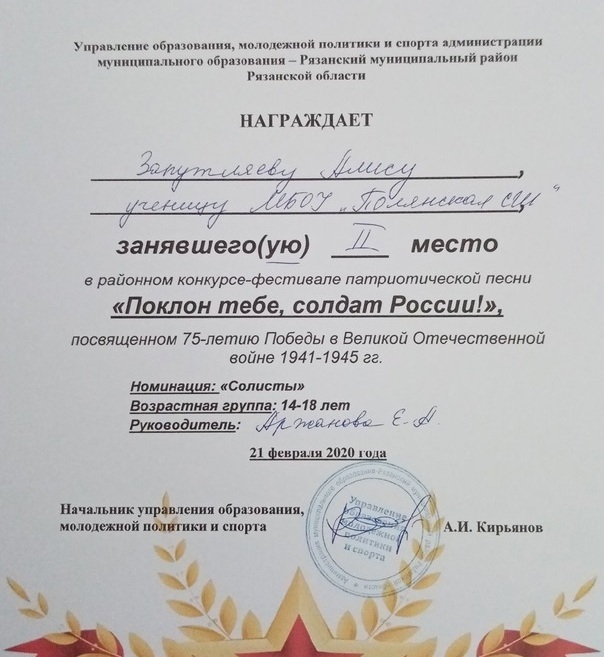 Управление образования, молодежной политики и спорта администрации
муниципального образования – Рязанский муниципальный район
Рязанской области
НАГРАЖДАЕТ
Запутляеву Алису,
ученицу МБОУ „Полянская СШ",
занявшего(ую) II место
в районном конкурсе-фестивале патриотической песни
«Поклон тебе, солдат России!»,
посвященном 75-летию Победы в Великой Отечественной
войне 1941-1945 гг.
Номинация: «Солисты»
Возрастная группа: 14-18 лет
Руководитель: Аржанова Е. А.
21 февраля 2020 года
Начальник управления образования,
молодежной политики и спорта А.И. Кирьянов
Управление
образования
молодежной
политики
и спорта